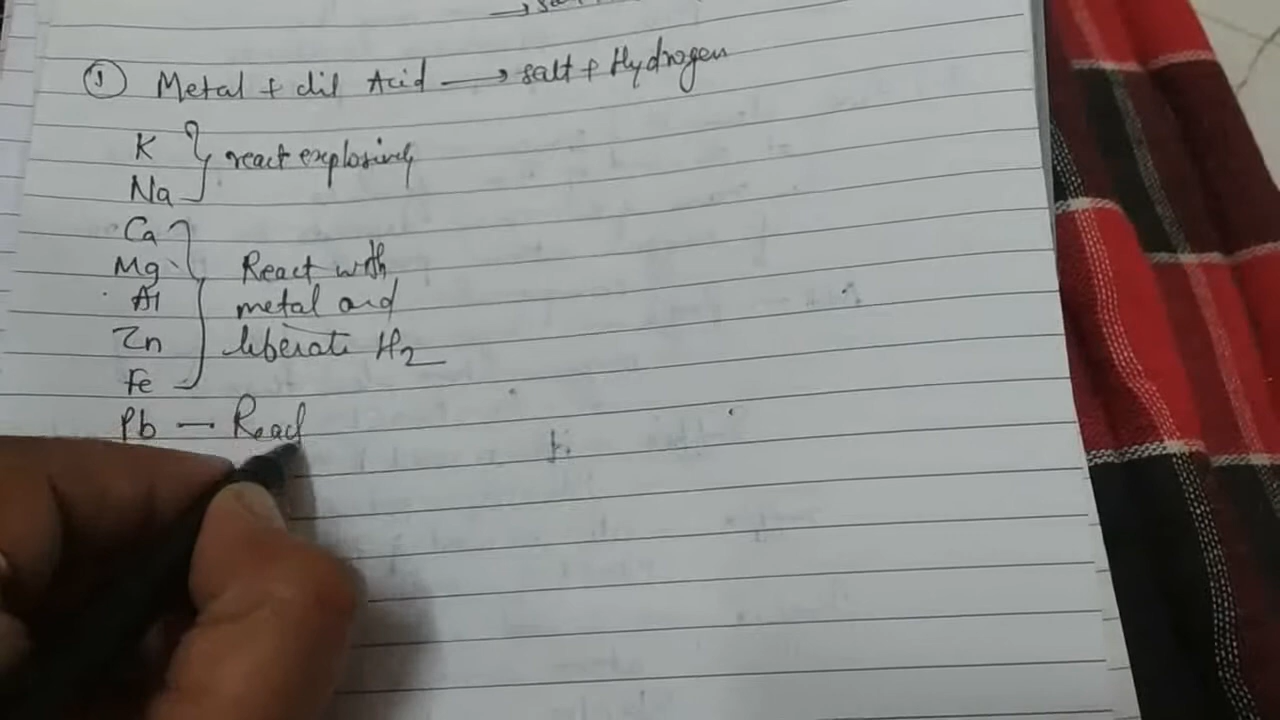 ① Metal + dil Acid → salt + Hydrogen
K
Na } react explosively
Ca
Mg React with
Al metal and
Zn liberate H2
Fe
Pb — React